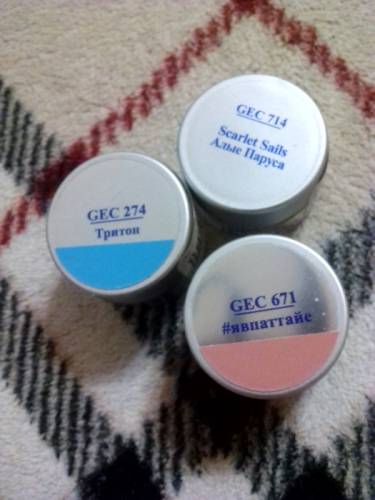 GEC 714
Scarlet Sails
Алые Паруса
GEC 274
Тритон
GEC 671
#явпаттайе